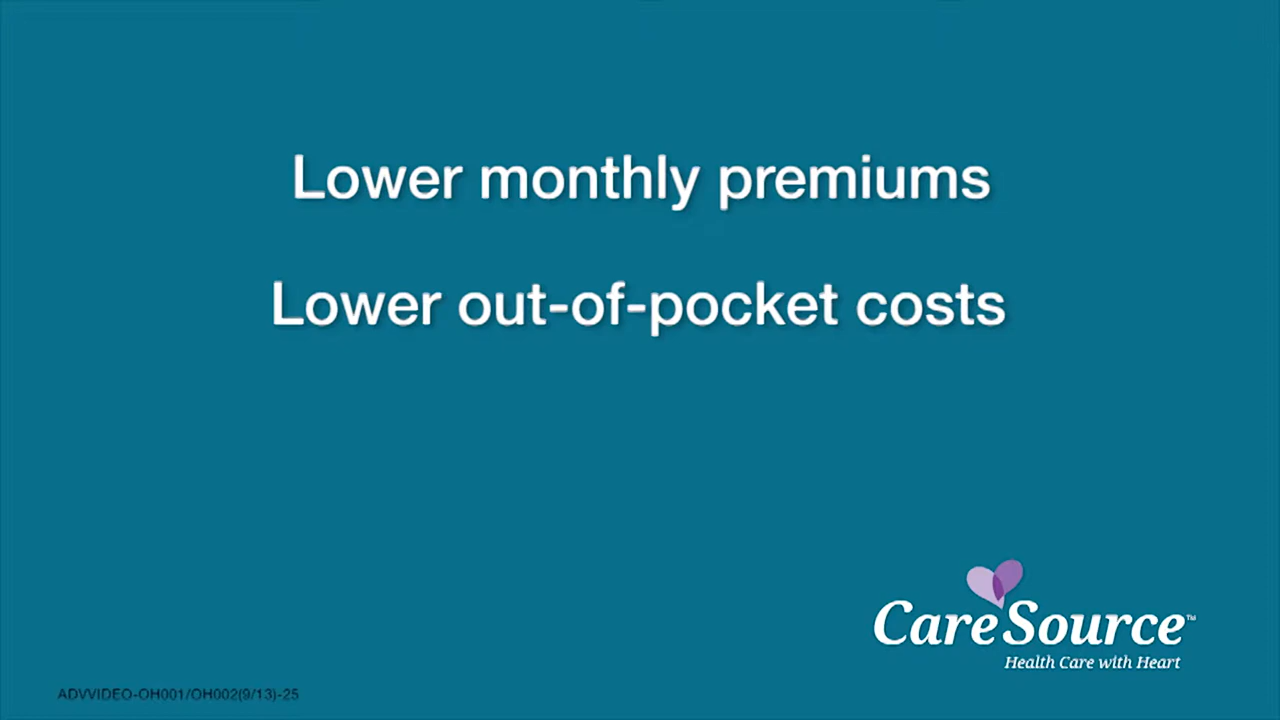 Lower monthly premiums
Lower out-of-pocket costs
CareSource™
Health Care with Heart
ADVVIDEO-OH001/OH002(9/13)-25